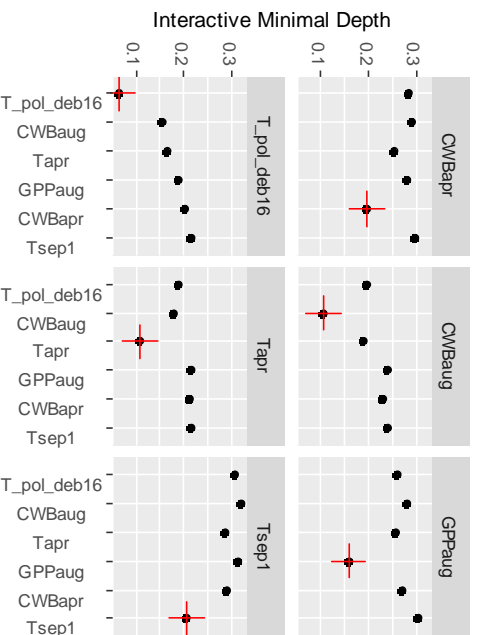 Interactive Minimal Depth
0.1 0.2 0.3 0.1 0.2 0.3
T_pol_deb16
CWBaug
Tapr
GPPaug
CWBapr
Tsep1
T_pol_deb16
CWBapr
T_pol_deb16
CWBaug
Tapr
GPPaug
CWBapr
Tsep1
Tapr
CWBaug
T_pol_deb16
CWBaug
Tapr
GPPaug
CWBapr
Tsep1
Tsep1
GPPaug